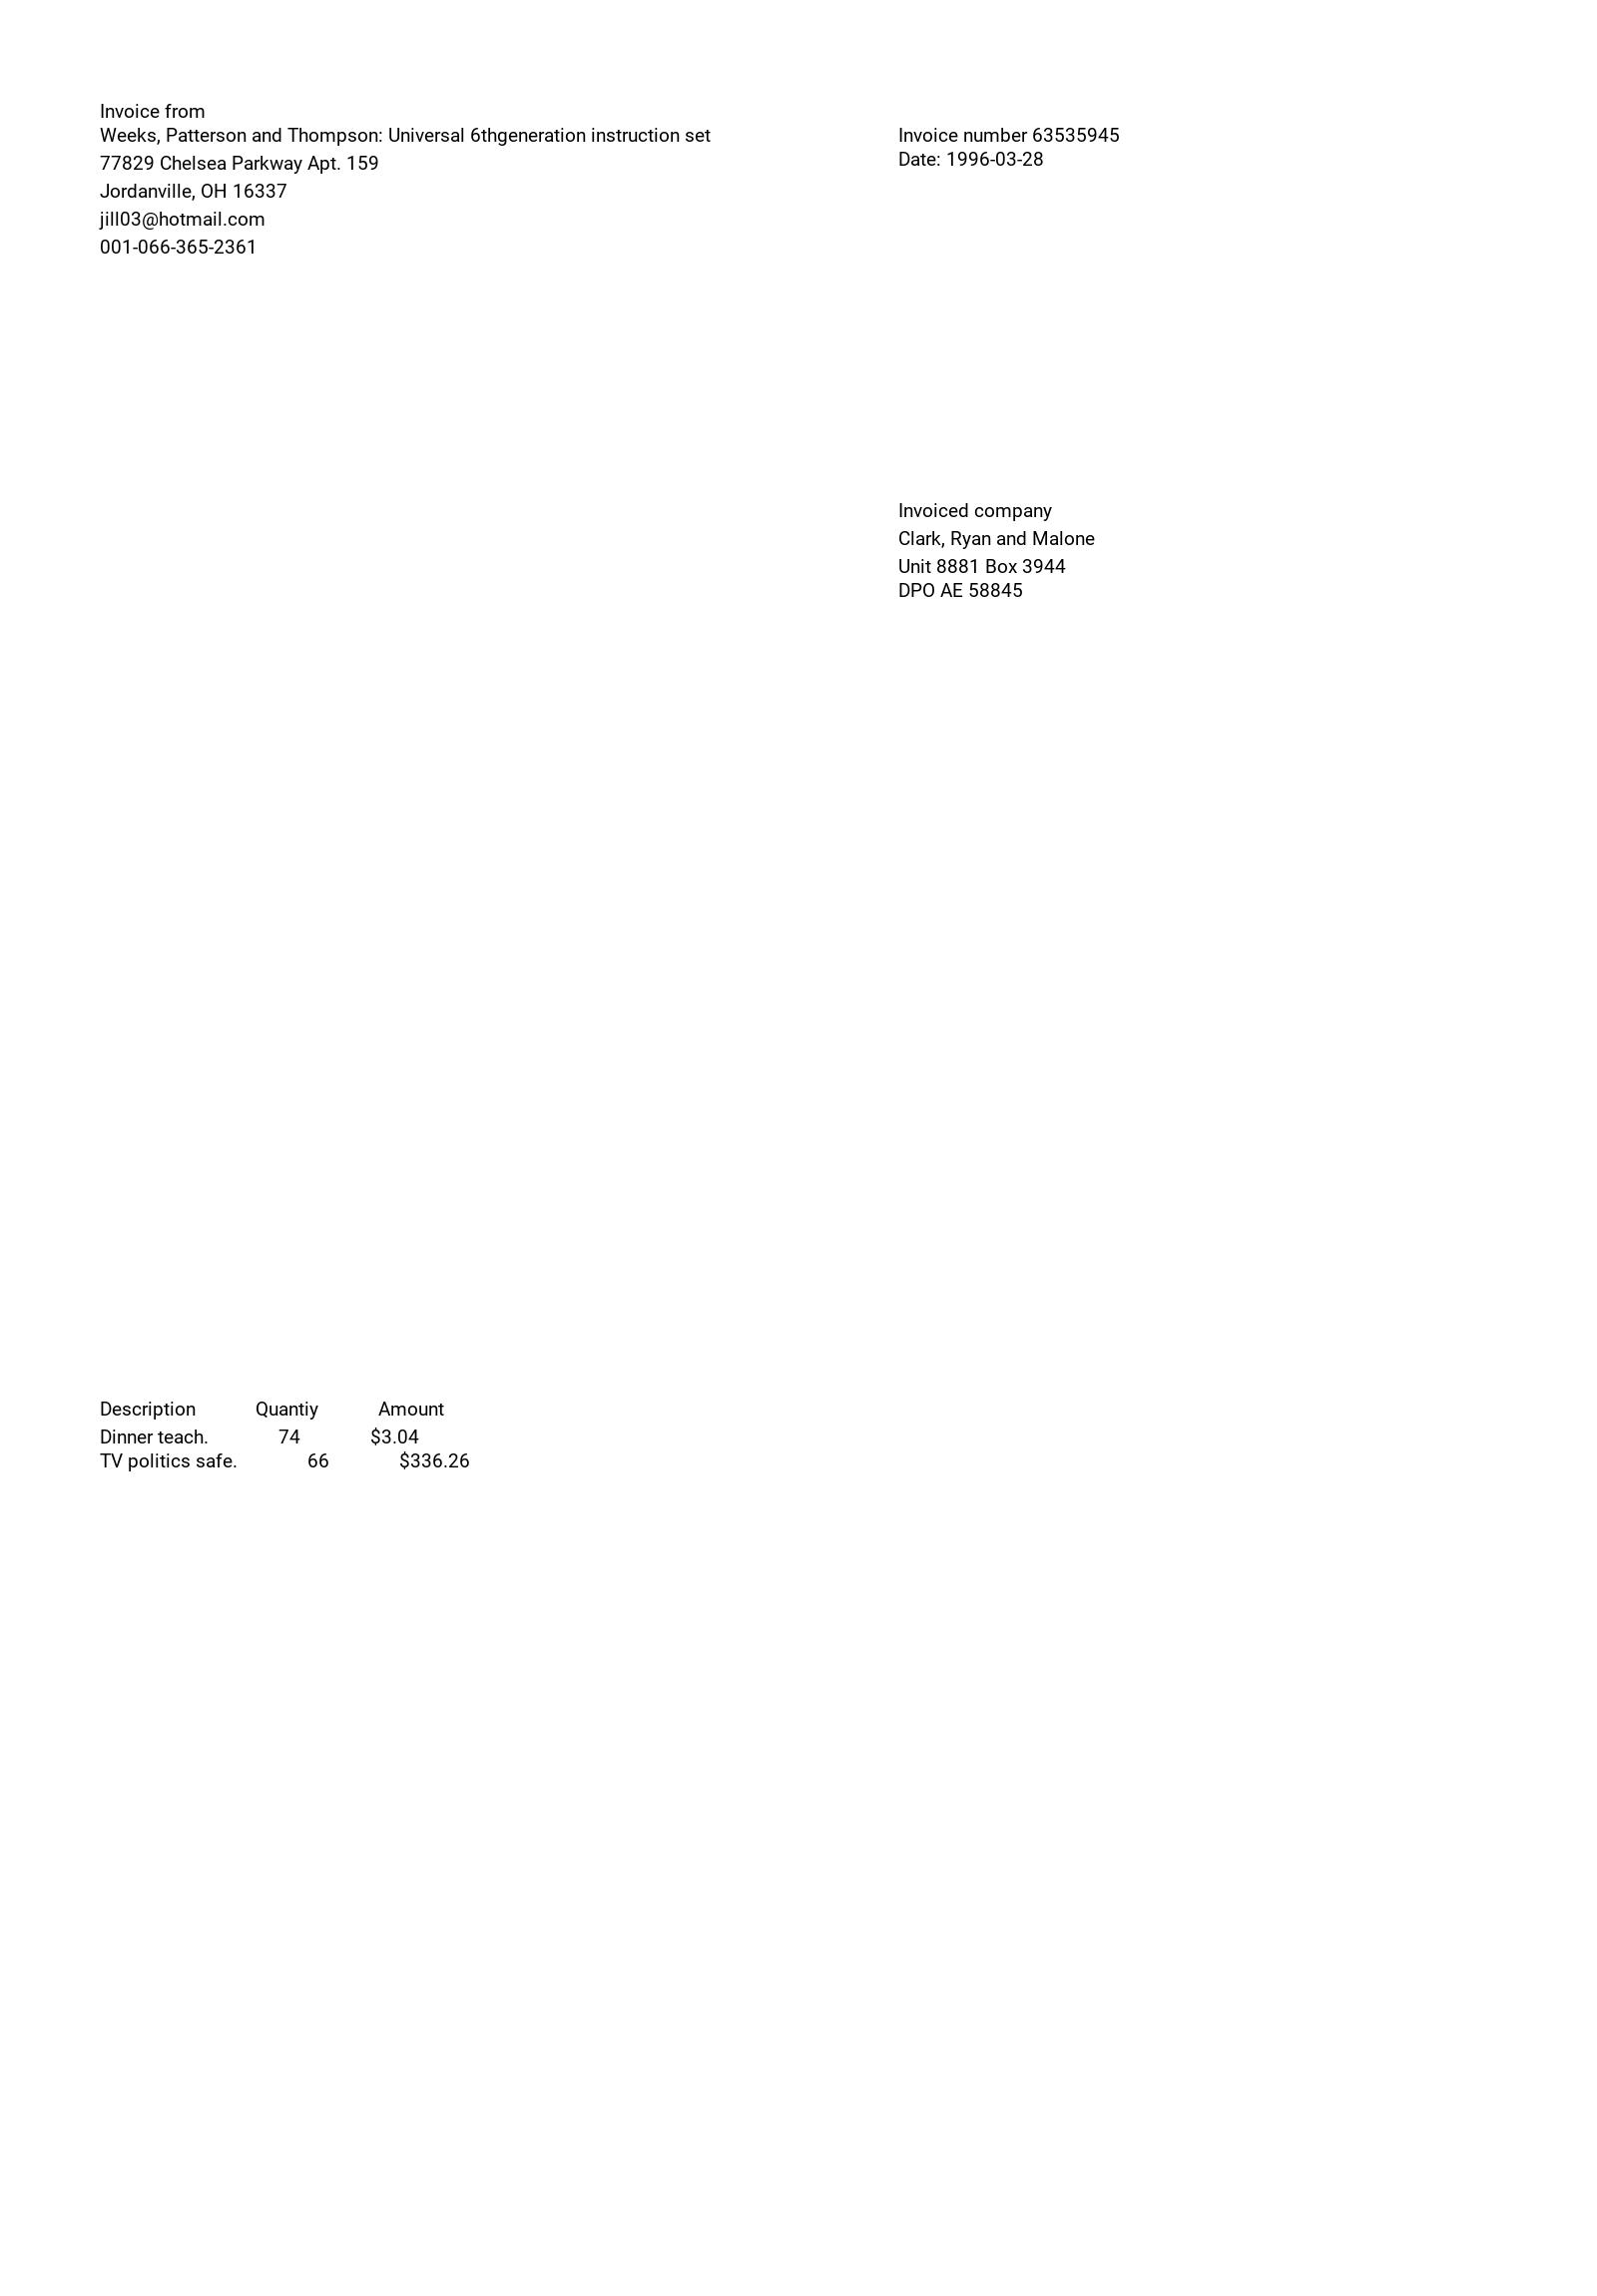 Invoice from
Weeks, Patterson and Thompson: Universal 6thgeneration instruction set
77829 Chelsea Parkway Apt. 159
Jordanville, OH 16337
jill03@hotmail.com
001-066-365-2361
Invoice number 63535945
Date: 1996-03-28
Invoiced company
Clark, Ryan and Malone
Unit 8881 Box 3944
DPO AE 58845
Description Quantiy Amount
Dinner teach. 74 $3.04
TV politics safe. 66 $336.26